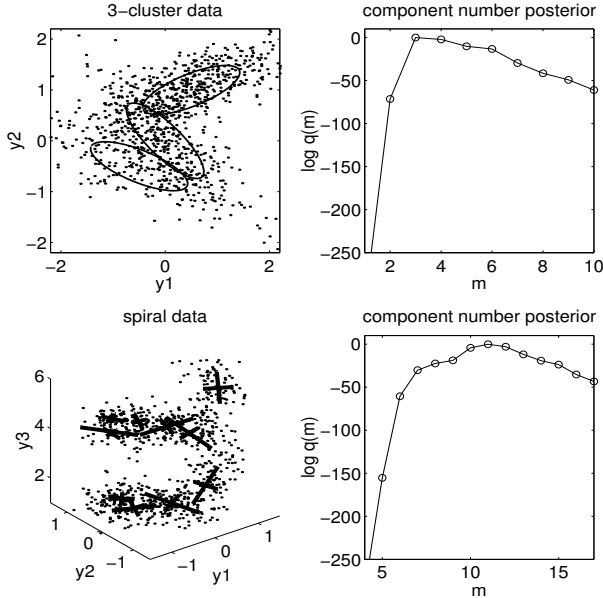 3-cluster data
y2
2
1
0
−1
−2
−2
0
2
y1
component number posterior
log q(m)
0
−50
−100
−150
−200
−250
2
4
6
8
10
m
spiral data
y3
6
4
2
1
0
−1
y2
−1
0
1
y1
component number posterior
log q(m)
0
−50
−100
−150
−200
−250
5
10
15
m